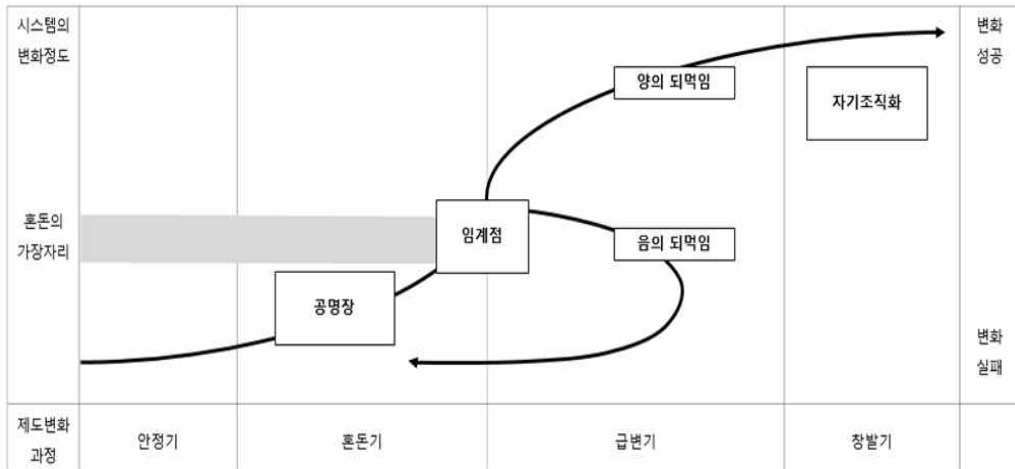 시스템의
변화정도
변화
성공
양의 되먹임
자기조직화
혼돈의
가장자리
임계점
음의 되먹임
공명장
변화
실패
제도변화
과정
안정기
혼돈기
급변기
창발기